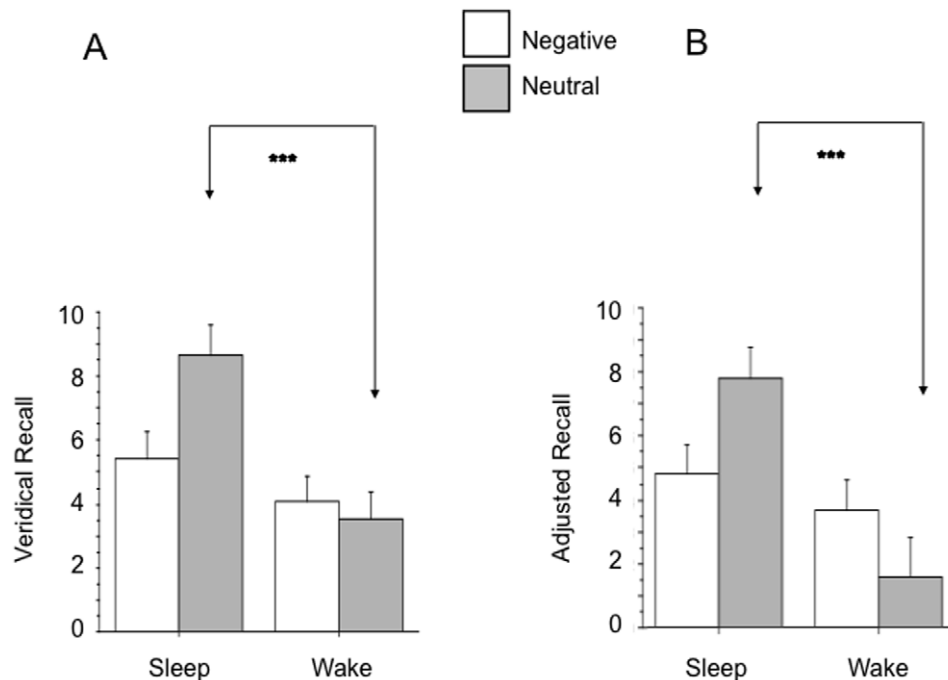 A
Negative
Neutral
B
***
***
10
8
6
4
2
0
Veridical Recall
Sleep
Wake
10
8
6
4
2
0
Adjusted Recall
Sleep
Wake